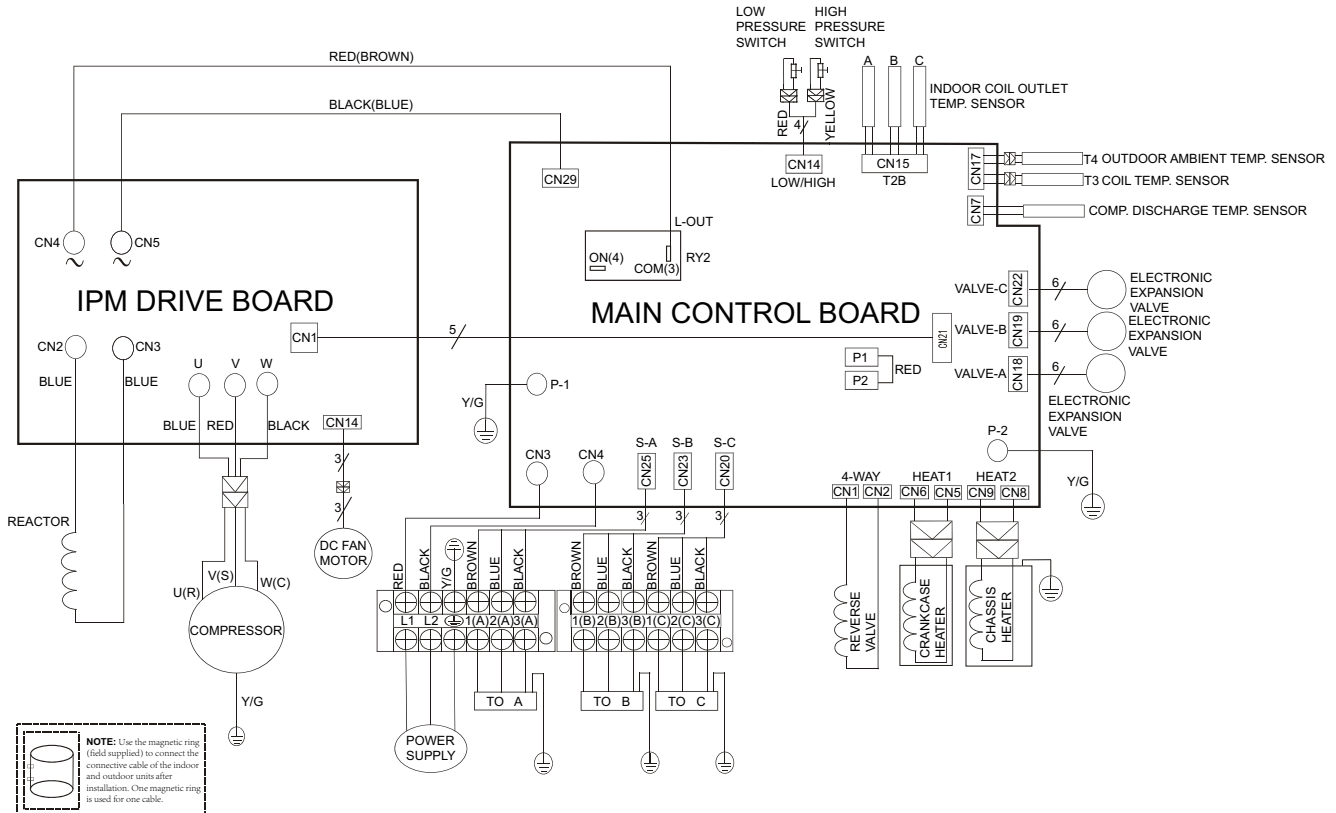 LOW
PRESSURE
SWITCH
HIGH
PRESSURE
SWITCH
A
B
C
INDOOR COIL OUTLET
TEMP. SENSOR
RED(BROWN)
BLACK(BLUE)
RED
4
YELLOW
CN14
LOW/HIGH
CN15
T2B
CN17
T4 OUTDOOR AMBIENT TEMP. SENSOR
T3 COIL TEMP. SENSOR
CN7
COMP. DISCHARGE TEMP. SENSOR
CN29
L-OUT
ON(4)
COM(3)
RY2
CN4
CN5
IPM DRIVE BOARD
MAIN CONTROL BOARD
VALVE-C
CN22
6
ELECTRONIC
EXPANSION
VALVE
VALVE-B
CN19
6
ELECTRONIC
EXPANSION
VALVE
VALVE-A
CN18
6
ELECTRONIC
EXPANSION
VALVE
CN1
5
CN21
P1
P2
RED
CN2
CN3
BLUE
BLUE
U
V
W
BLUE
RED
BLACK
CN14
3
3
DC FAN
MOTOR
P-1
Y/G
P-2
Y/G
CN3
CN4
S-A
S-B
S-C
CN25
CN23
CN20
3
3
3
4-WAY
HEAT1
HEAT2
CN1
CN2
CN6
CN5
CN9
CN8
REACTOR
U(R)
V(S)
W(C)
COMPRESSOR
Y/G
RED
BLACK
Y/G
BROWN
BLUE
BLACK
BROWN
BLUE
BLACK
BROWN
BLUE
BLACK
L1
L2
1(A)
2(A)
3(A)
1(B)
2(B)
3(B)
1(C)
2(C)
3(C)
TO A
TO B
TO C
POWER
SUPPLY
REVERSE
VALVE
CRANKCASE
HEATER
CHASSIS
HEATER
NOTE: Use the magnetic ring
(field supplied) to connect the
connective cable of the indoor
and outdoor units after
installation. One magnetic ring
is used for one cable.